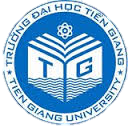 TRƯỜNG ĐẠI HỌC TIỀN GIANG
TG
TIEN GIANG UNIVERSITY